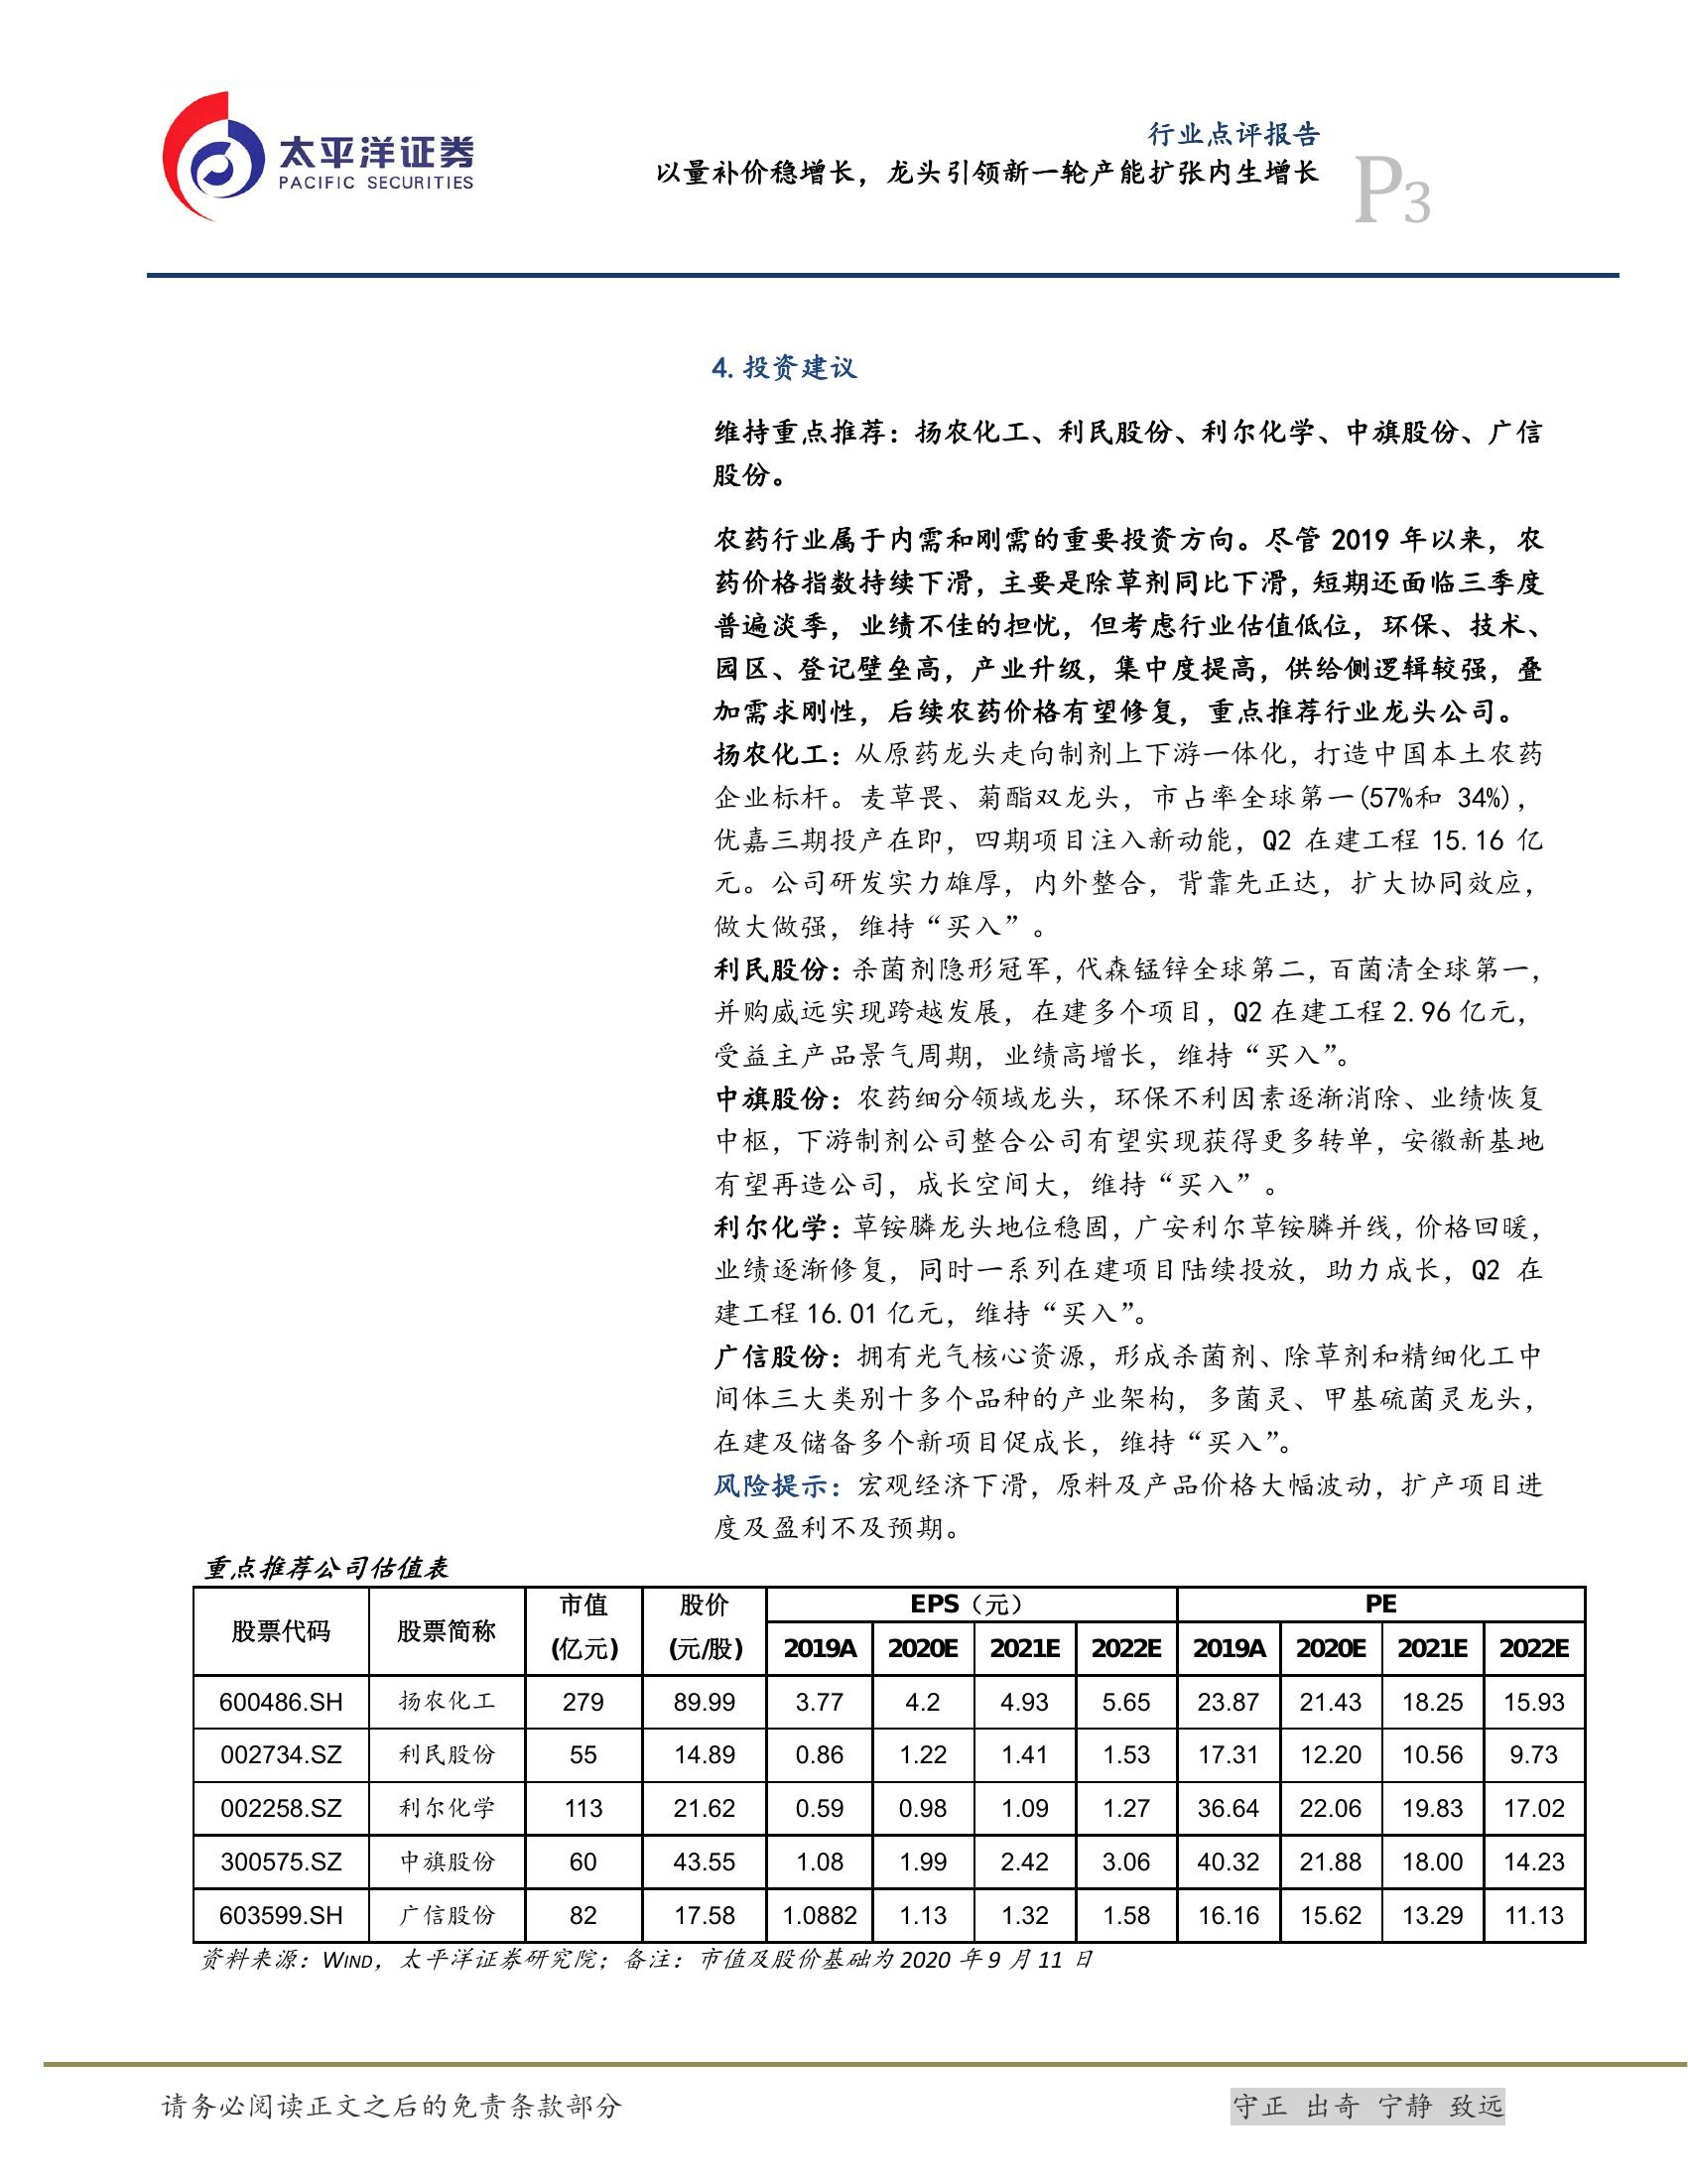 太平洋证券
PACIFIC SECURITIES
行业点评报告
以量补价稳增长，龙头引领新一轮产能扩张内生增长
P3
4. 投资建议
维持重点推荐：扬农化工、利民股份、利尔化学、中旗股份、广信
股份。
农药行业属于内需和刚需的重要投资方向。尽管 2019 年以来，农
药价格指数持续下滑，主要是除草剂同比下滑，短期还面临三季度
普遍淡季，业绩不佳的担忧，但考虑行业估值低位，环保、技术、
园区、登记壁垒高，产业升级，集中度提高，供给侧逻辑较强，叠
加需求刚性，后续农药价格有望修复，重点推荐行业龙头公司。
扬农化工：从原药龙头走向制剂上下游一体化，打造中国本土农药
企业标杆。麦草畏、菊酯双龙头，市占率全球第一(57%和 34%)，
优嘉三期投产在即，四期项目注入新动能，Q2 在建工程 15.16 亿
元。公司研发实力雄厚，内外整合，背靠先正达，扩大协同效应，
做大做强，维持“买入”。
利民股份：杀菌剂隐形冠军，代森锰锌全球第二，百菌清全球第一，
并购威远实现跨越发展，在建多个项目，Q2 在建工程 2.96 亿元，
受益主产品景气周期，业绩高增长，维持“买入”。
中旗股份：农药细分领域龙头，环保不利因素逐渐消除、业绩恢复
中枢，下游制剂公司整合公司有望实现获得更多转单，安徽新基地
有望再造公司，成长空间大，维持“买入”。
利尔化学：草铵膦龙头地位稳固，广安利尔草铵膦并线，价格回暖，
业绩逐渐修复，同时一系列在建项目陆续投放，助力成长，Q2 在
建工程 16.01 亿元，维持“买入”。
广信股份：拥有光气核心资源，形成杀菌剂、除草剂和精细化工中
间体三大类别十多个品种的产业架构，多菌灵、甲基硫菌灵龙头，
在建及储备多个新项目促成长，维持“买入”。
风险提示：宏观经济下滑，原料及产品价格大幅波动，扩产项目进
度及盈利不及预期。
重点推荐公司估值表
股票代码 股票简称 市值 (亿元) 股价 (元/股) EPS（元） PE
2019A 2020E 2021E 2022E 2019A 2020E 2021E 2022E
600486.SH 扬农化工 279 89.99 3.77 4.2 4.93 5.65 23.87 21.43 18.25 15.93
002734.SZ 利民股份 55 14.89 0.86 1.22 1.41 1.53 17.31 12.20 10.56 9.73
002258.SZ 利尔化学 113 21.62 0.59 0.98 1.09 1.27 36.64 22.06 19.83 17.02
300575.SZ 中旗股份 60 43.55 1.08 1.99 2.42 3.06 40.32 21.88 18.00 14.23
603599.SH 广信股份 82 17.58 1.0882 1.13 1.32 1.58 16.16 15.62 13.29 11.13
资料来源：WIND，太平洋证券研究院；备注：市值及股价基础为 2020 年 9 月 11 日
请务必阅读正文之后的免责条款部分
守正 出奇 宁静 致远